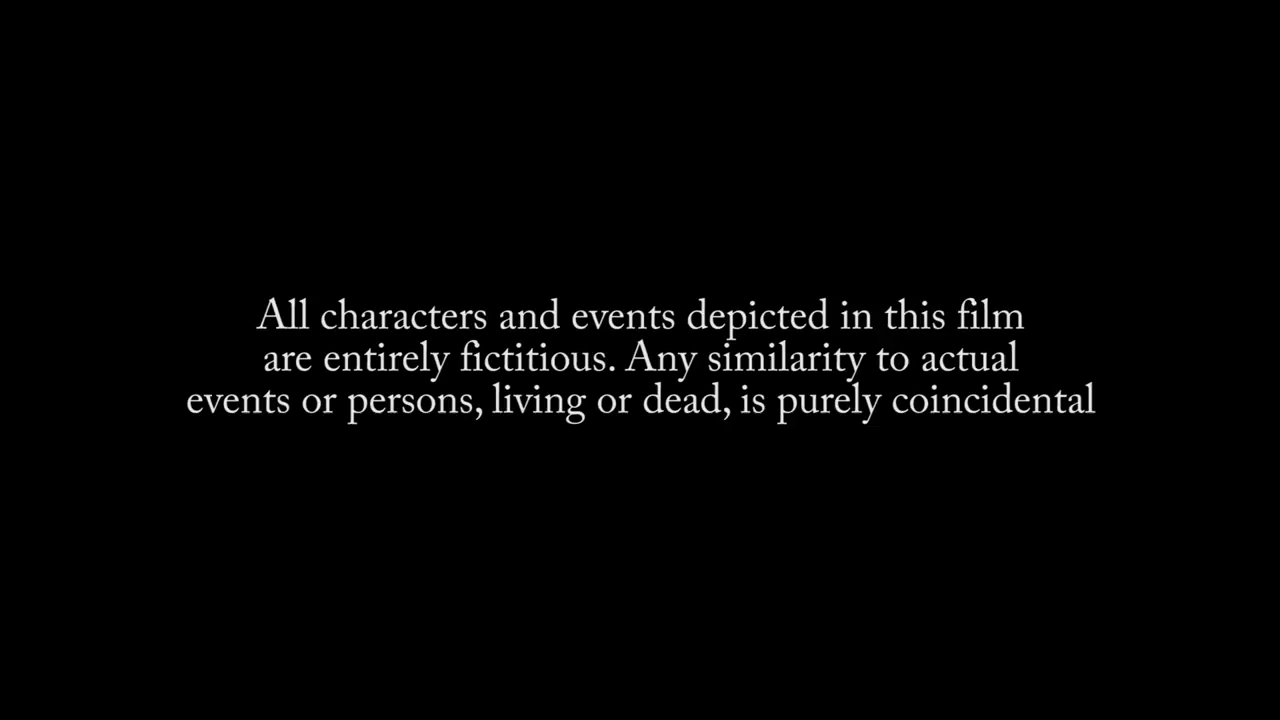 All characters and events depicted in this film
are entirely fictitious. Any similarity to actual
events or persons, living or dead, is purely coincidental